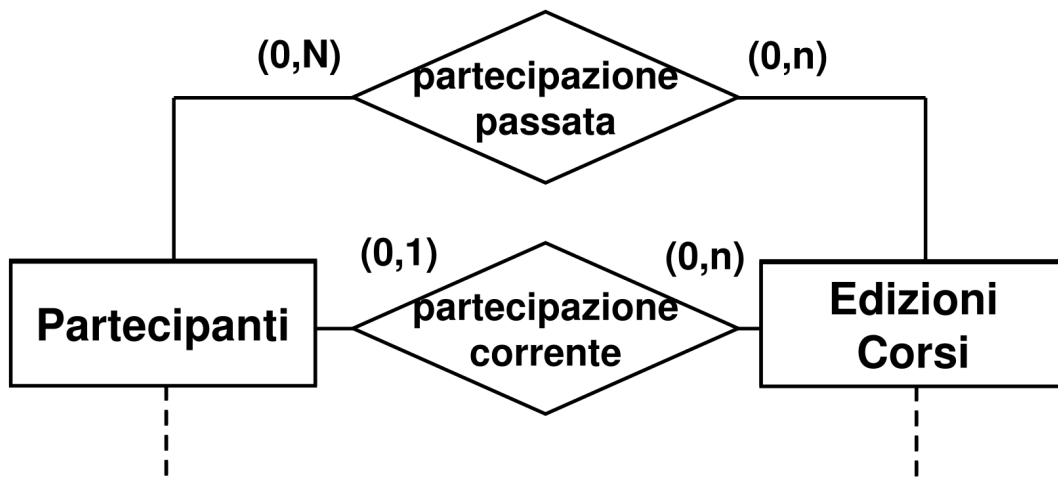 (0,N)
partecipazione
passata
(0,n)
(0,1)
(0,n)
Partecipanti
partecipazione
corrente
Edizioni
Corsi